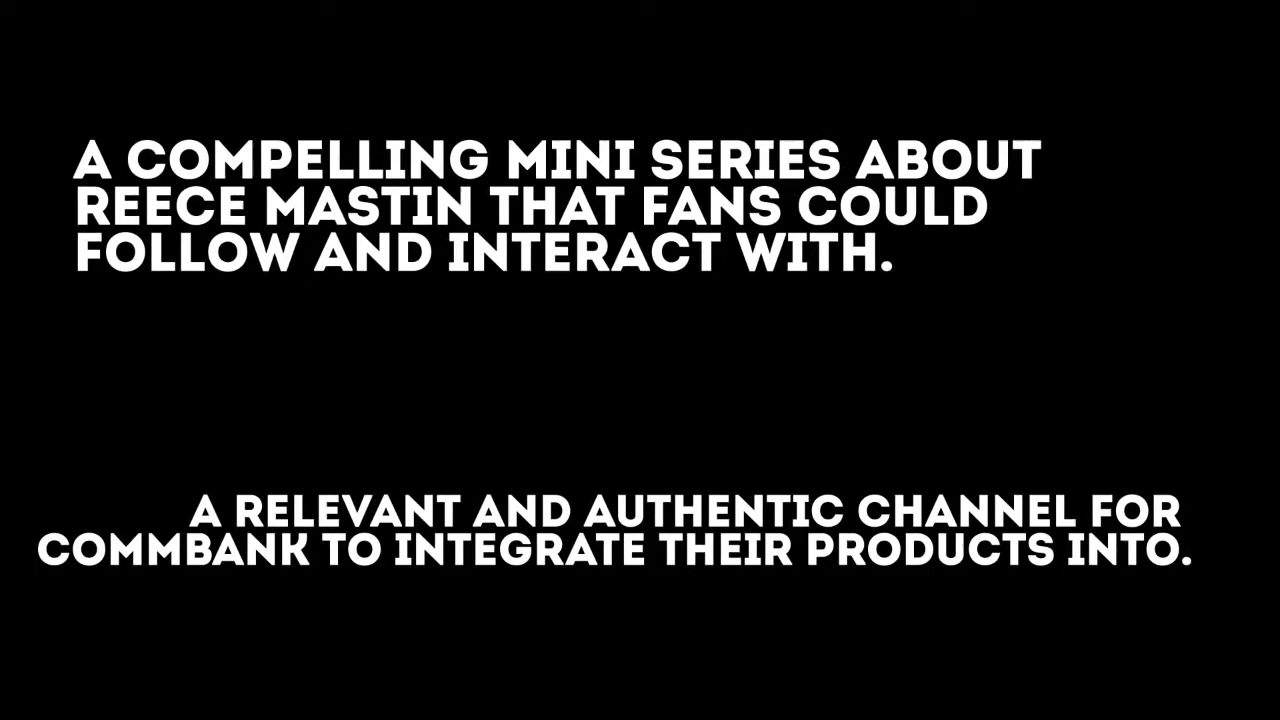 A COMPELLING MINI SERIES ABOUT
REECE MASTIN THAT FANS COULD
FOLLOW AND INTERACT WITH.
A RELEVANT AND AUTHENTIC CHANNEL FOR
COMMBANK TO INTEGRATE THEIR PRODUCTS INTO.